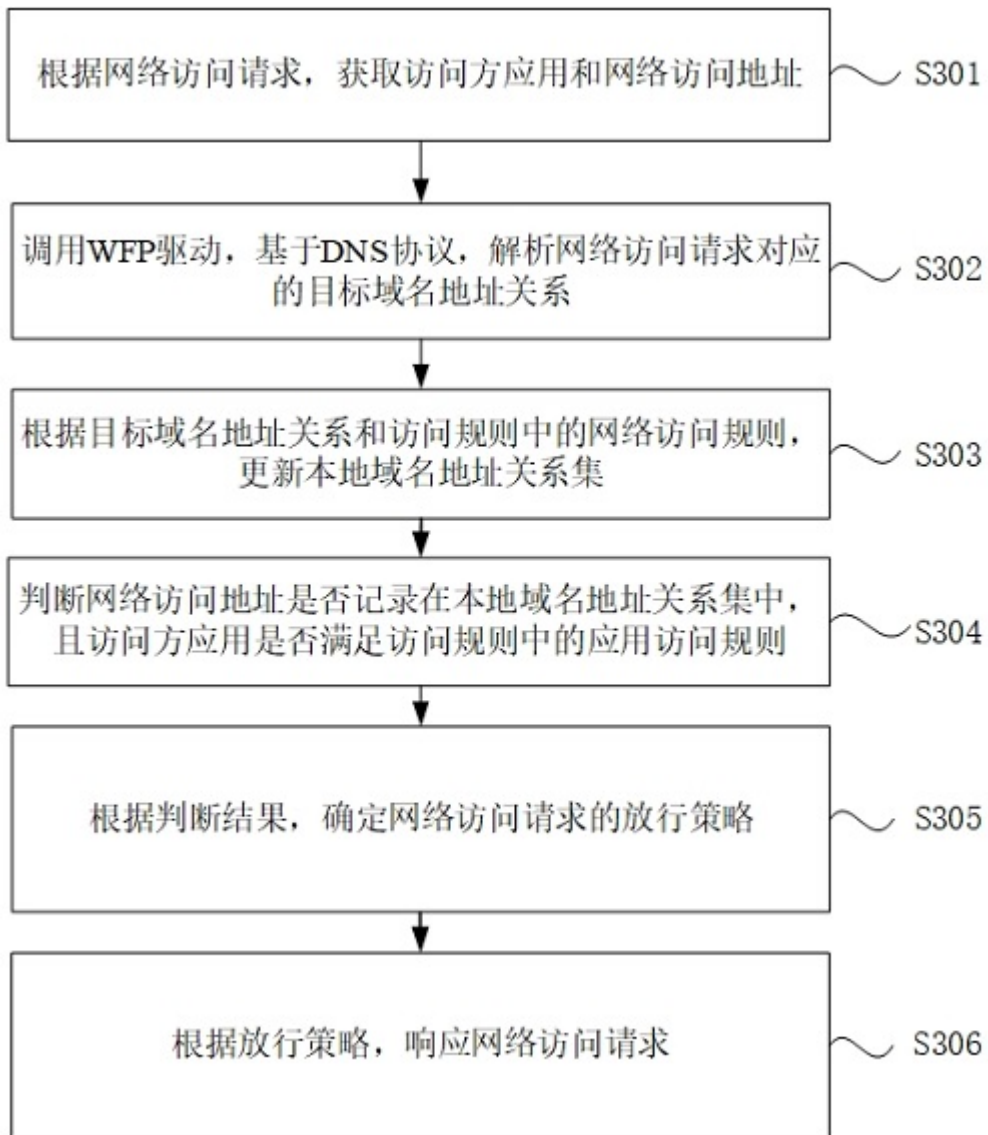 根据网络访问请求，获取访问方应用和网络访问地址
S301
调用WFP驱动，基于DNS协议，解析网络访问请求对应
的目标域名地址关系
S302
根据目标域名地址关系和访问规则中的网络访问规则，
更新本地域名地址关系集
S303
判断网络访问地址是否记录在本地域名地址关系集中，
且访问方应用是否满足访问规则中的应用访问规则
S304
根据判断结果，确定网络访问请求的放行策略
S305
根据放行策略，响应网络访问请求
S306